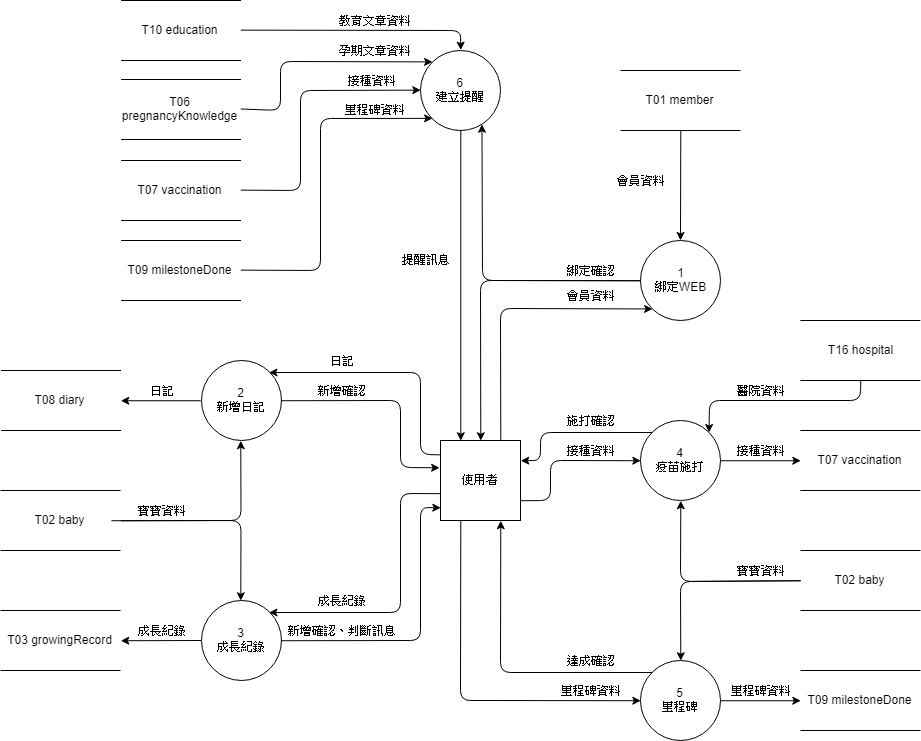 T10 education
教育文章資料
T06
pregnancyKnowledge
孕期文章資料
接種資料
里程碑資料
6
建立提醒
T01 member
T07 vaccination
會員資料
T09 milestoneDone
提醒訊息
綁定確認
會員資料
1
綁定WEB
T16 hospital
日記
T08 diary
日記
2
新增日記
新增確認
醫院資料
施打確認
接種資料
4
疫苗施打
接種資料
T07 vaccination
使用者
T02 baby
寶寶資料
寶寶資料
T02 baby
成長紀錄
T03 growingRecord
成長紀錄
3
成長紀錄
新增確認、判斷訊息
達成確認
里程碑資料
5
里程碑
里程碑資料
T09 milestoneDone